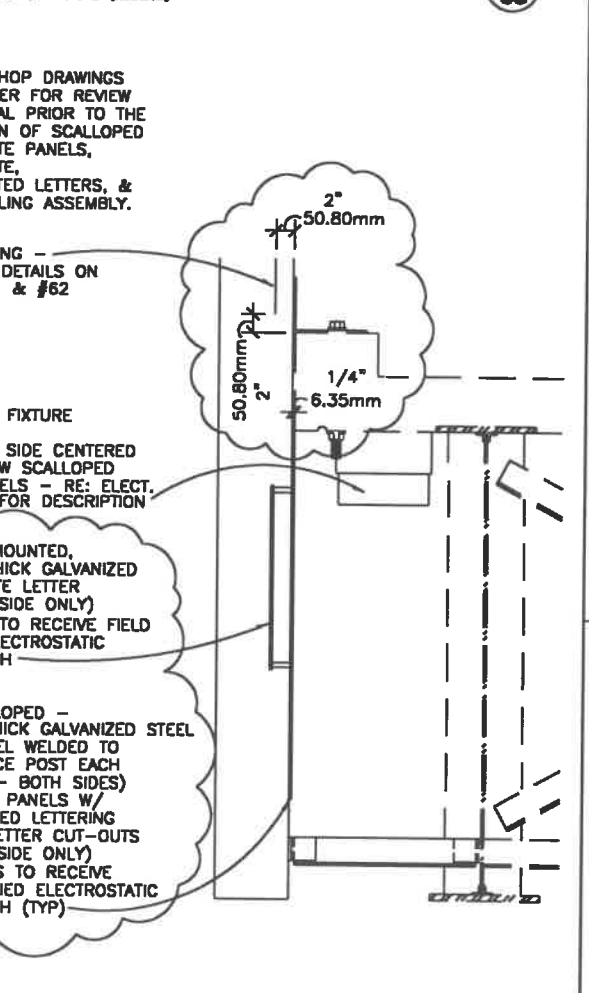 HOP DRAWINGS
ER FOR REVIEW
AL PRIOR TO THE
N OF SCALLOPED
TE PANELS,
TE,
TED LETTERS, &
LING ASSEMBLY.
2"
50.80mm
NG -
DETAILS ON
& #62
50.80mm
2"
1/4"
6.35mm
FIXTURE
SIDE CENTERED
W SCALLOPED
ELS - RE: ELECT.
FOR DESCRIPTION
MOUNTED,
HICK GALVANIZED
TE LETTER
SIDE ONLY)
TO RECEIVE FIELD
ECTROSTATIC
H
LOPED -
HICK GALVANIZED STEEL
EL WELDED TO
CE POST EACH
- BOTH SIDES)
PANELS W/
ED LETTERING
ETTER CUT-OUTS
SIDE ONLY)
S TO RECEIVE
IED ELECTROSTATIC
H (TYP)